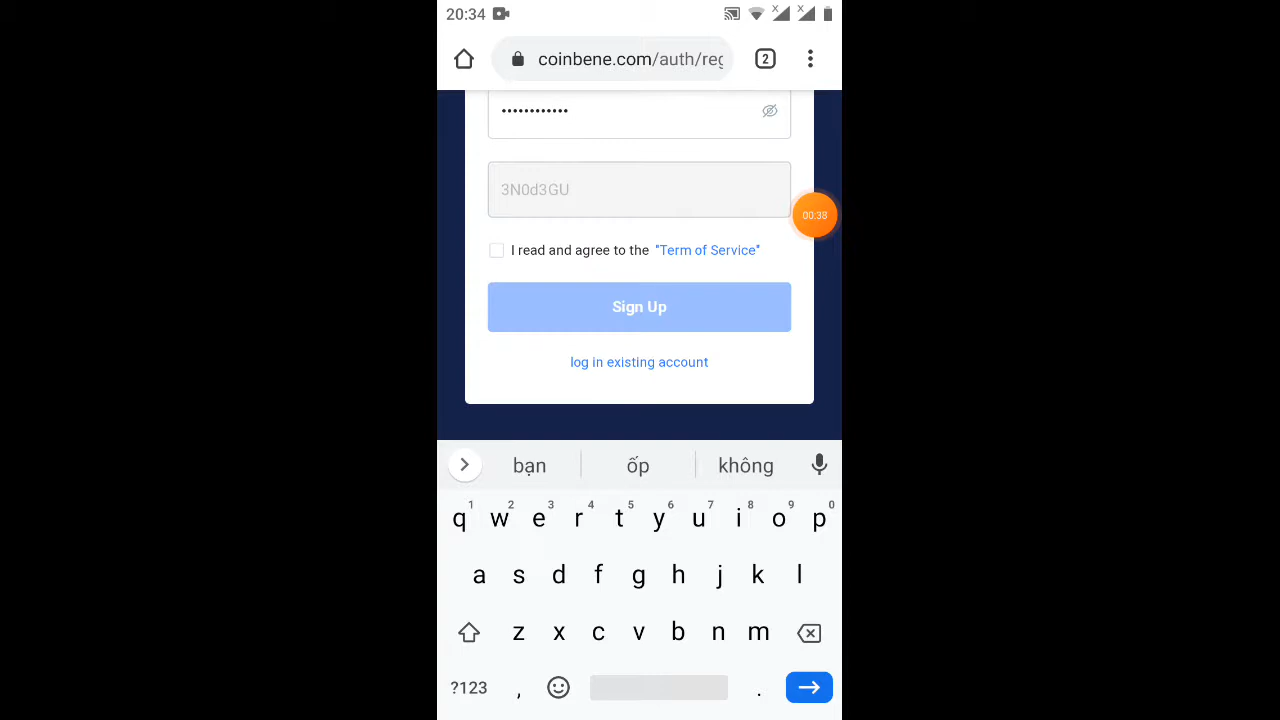 20:34
coinbene.com/auth/reg
2
••••••••••••
3N0d3GU
00:38
I read and agree to the "Term of Service"
Sign Up
log in existing account
bạn ốp không
1 2 3 4 5 6 7 8 9 0
q w e r t y u i o p
a s d f g h j k l
z x c v b n m
?123 , .